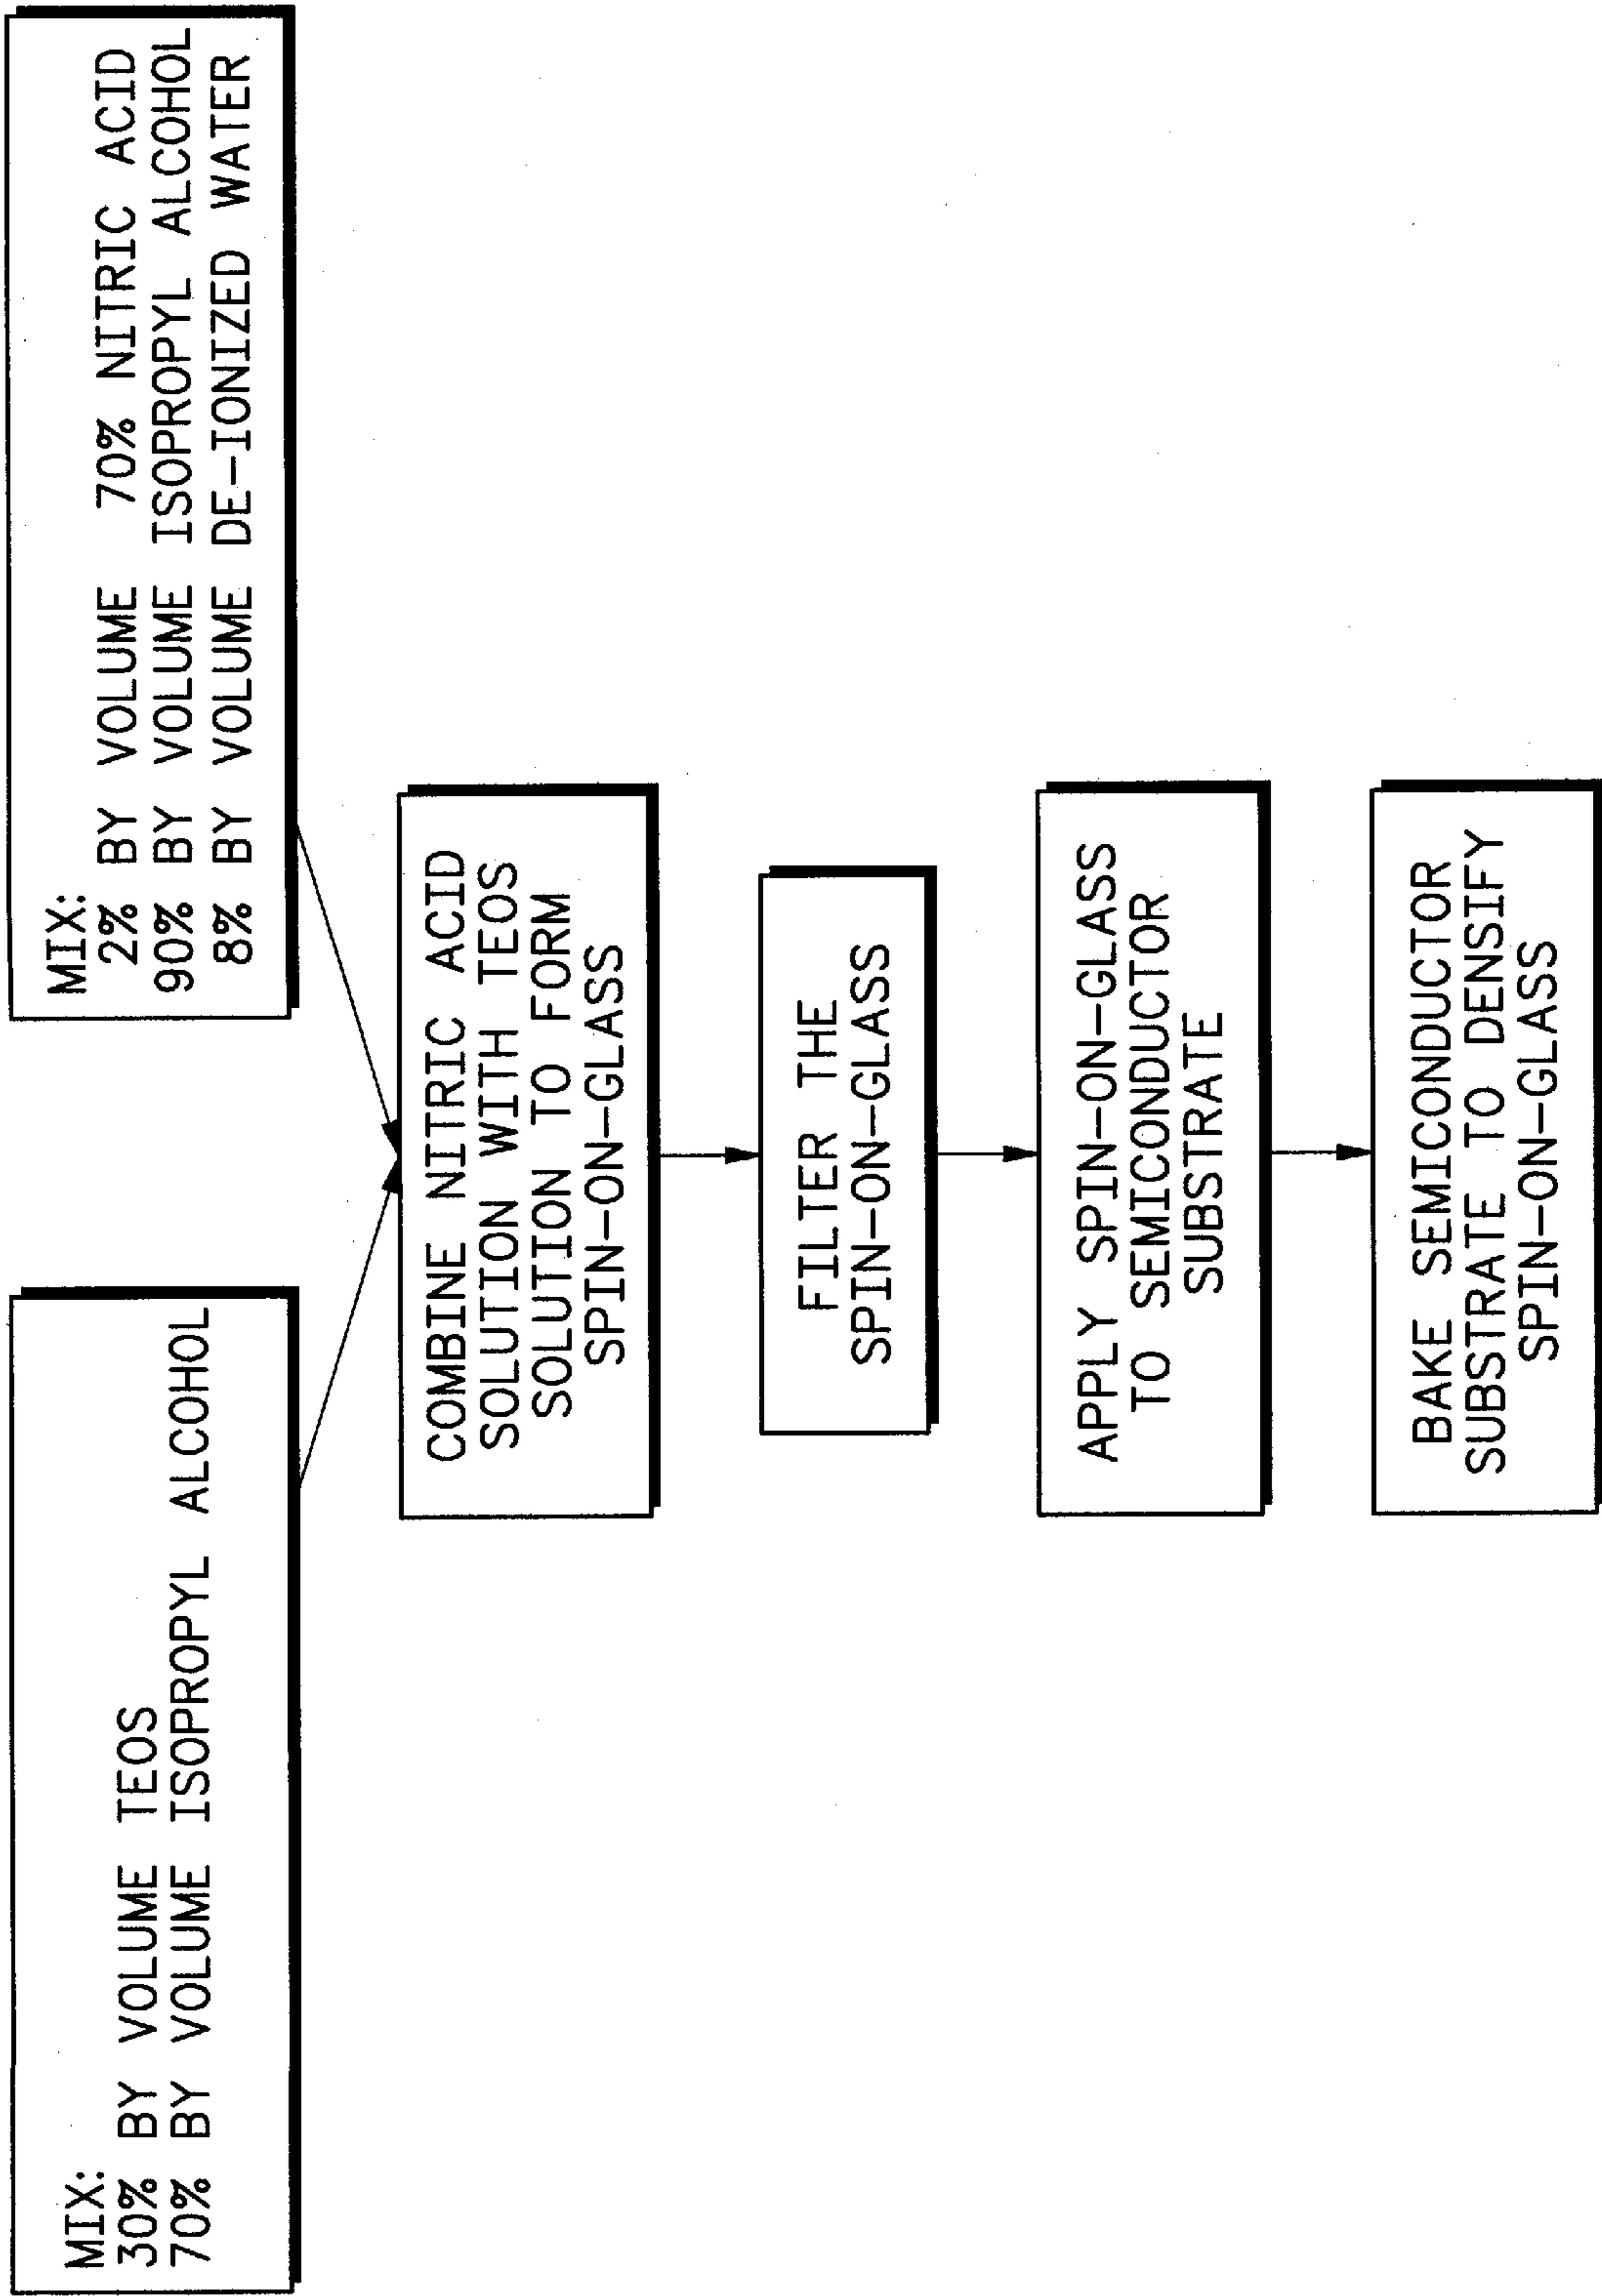 MIX:
30% BY VOLUME TEOS
70% BY VOLUME ISOPROPYL ALCOHOL
MIX:
2% BY VOLUME 70% NITRIC ACID
90% BY VOLUME ISOPROPYL ALCOHOL
8% BY VOLUME DE-IONIZED WATER
COMBINE NITRIC ACID
SOLUTION WITH TEOS
SOLUTION TO FORM
SPIN-ON-GLASS
FILTER THE
SPIN-ON-GLASS
APPLY SPIN-ON-GLASS
TO SEMICONDUCTOR
SUBSTRATE
BAKE SEMICONDUCTOR
SUBSTRATE TO DENSIFY
SPIN-ON-GLASS